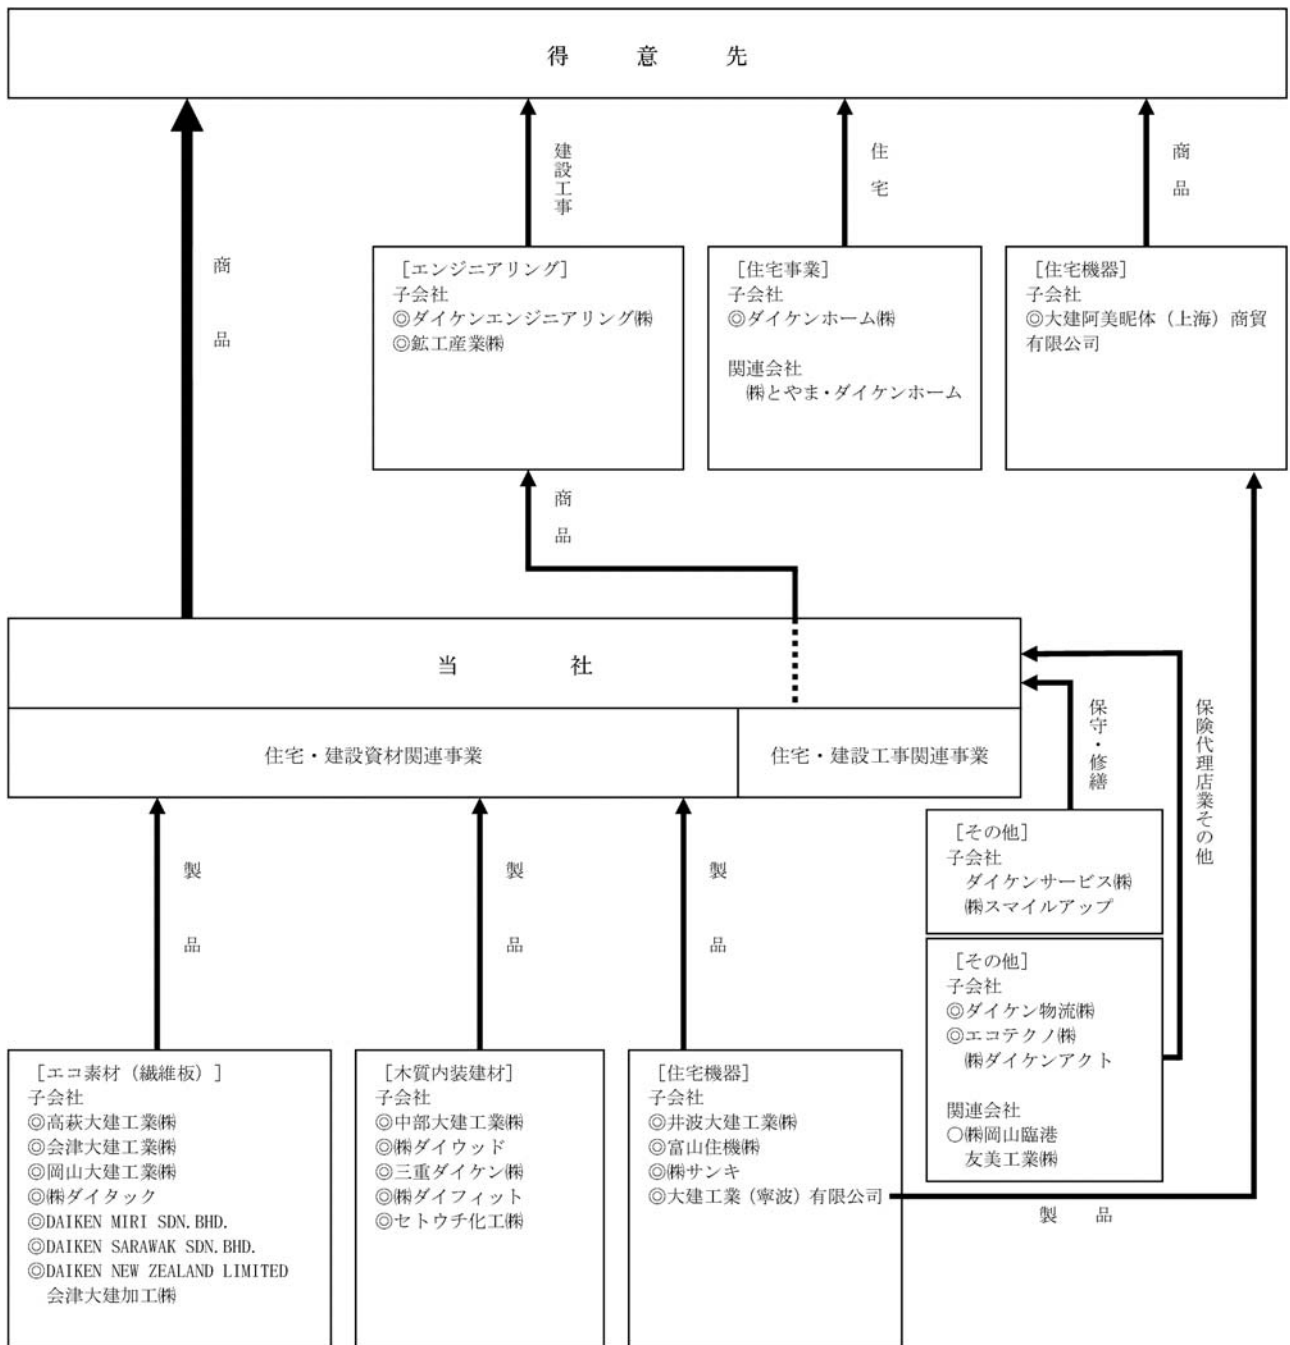 得 意 先
建設工事
住宅
商品
商品
［エンジニアリング］
子会社
◎ダイケンエンジニアリング㈱
◎鉱工産業㈱
［住宅事業］
子会社
◎ダイケンホーム㈱
関連会社
㈱とやま・ダイケンホーム
［住宅機器］
子会社
◎大建阿美昵体（上海）商貿
有限公司
商品
当 社
住宅・建設資材関連事業
住宅・建設工事関連事業
保守・修繕
保険代理店業その他
製品
製品
製品
［その他］
子会社
ダイケンサービス㈱
㈱スマイルアップ
［その他］
子会社
◎ダイケン物流㈱
◎エコテクノ㈱
㈱ダイケンアクト
関連会社
○㈱岡山臨港
友美工業㈱
［エコ素材（繊維板）］
子会社
◎高萩大建工業㈱
◎会津大建工業㈱
◎岡山大建工業㈱
◎㈱ダイタック
◎DAIKEN MIRI SDN.BHD.
◎DAIKEN SARAWAK SDN.BHD.
◎DAIKEN NEW ZEALAND LIMITED
会津大建加工㈱
［木質内装建材］
子会社
◎中部大建工業㈱
◎㈱ダイウッド
◎三重ダイケン㈱
◎㈱ダイフィット
◎セトウチ化工㈱
［住宅機器］
子会社
◎井波大建工業㈱
◎富山住機㈱
◎㈱サンキ
◎大建工業（寧波）有限公司
製 品